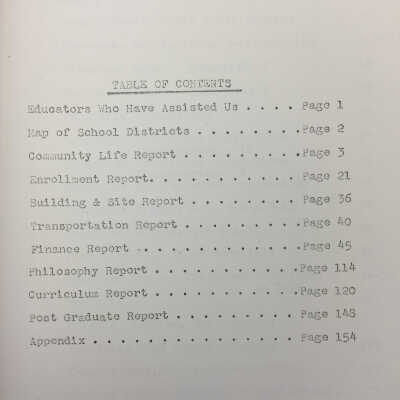 TABLE OF CONTENTS
Educators Who Have Assisted Us . . . . Page 1
Map of School Districts . . . . . . . . Page 2
Community Life Report . . . . . . . . . Page 3
Enrollment Report. . . . . . . . . . . Page 21
Building & Site Report . . . . . . . . Page 36
Transportation Report . . . . . . . . . Page 40
Finance Report . . . . . . . . . . . . Page 45
Philosophy Report . . . . . . . . . . . Page 114
Curriculum Report . . . . . . . . . . . Page 120
Post Graduate Report . . . . . . . . . Page 148
Appendix . . . . . . . . . . . . . . . Page 154